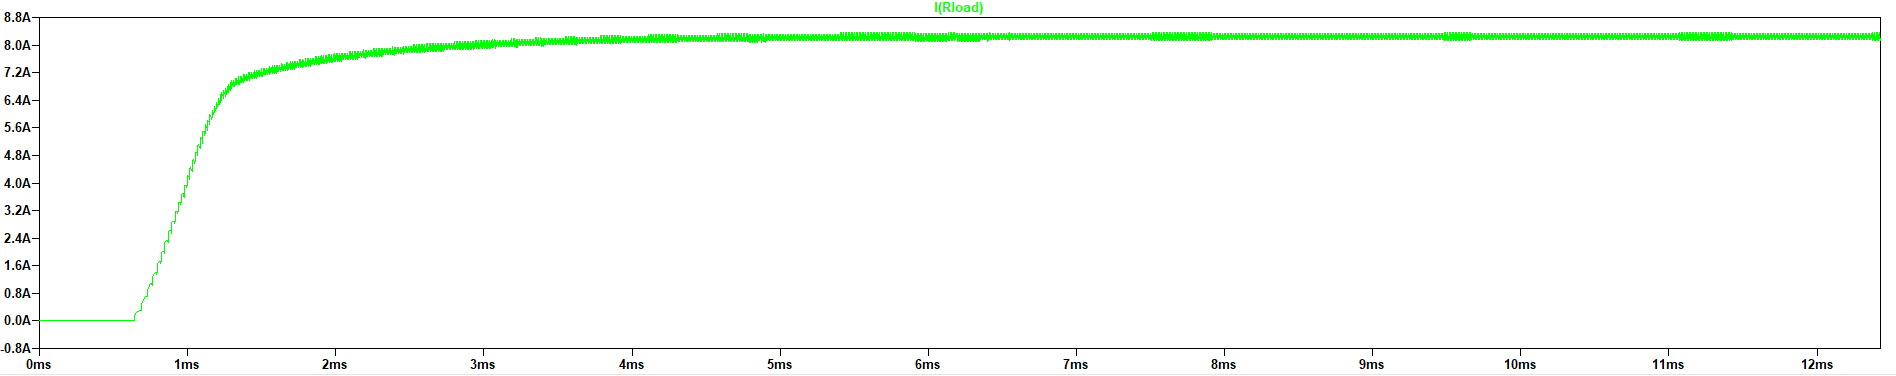 I(Rload)
8.8A
8.0A
7.2A
6.4A
5.6A
4.8A
4.0A
3.2A
2.4A
1.6A
0.8A
0.0A
-0.8A
0ms 1ms 2ms 3ms 4ms 5ms 6ms 7ms 8ms 9ms 10ms 11ms 12ms